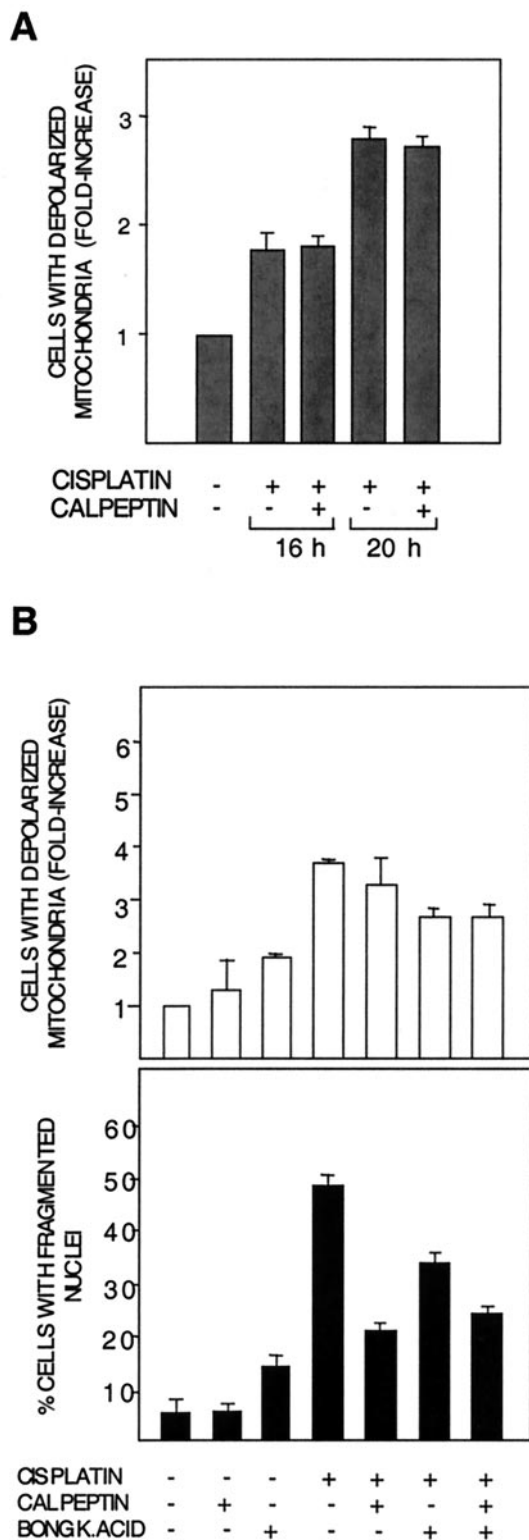 A
CELLS WITH DEPOLARIZED
MITOCHONDRIA (FOLD-INCREASE)
3
2
1
CISPLATIN - + + + +
CALPEPTIN - - + - +
16 h 20 h
B
CELLS WITH DEPOLARIZED
MITOCHONDRIA (FOLD-INCREASE)
6
5
4
3
2
1
% CELLS WITH FRAGMENTED
NUCLEI
60
50
40
30
20
10
CISPLATIN - - - + + + +
CALPEPTIN - + - - + - +
BONGK.ACID - - + - - + +